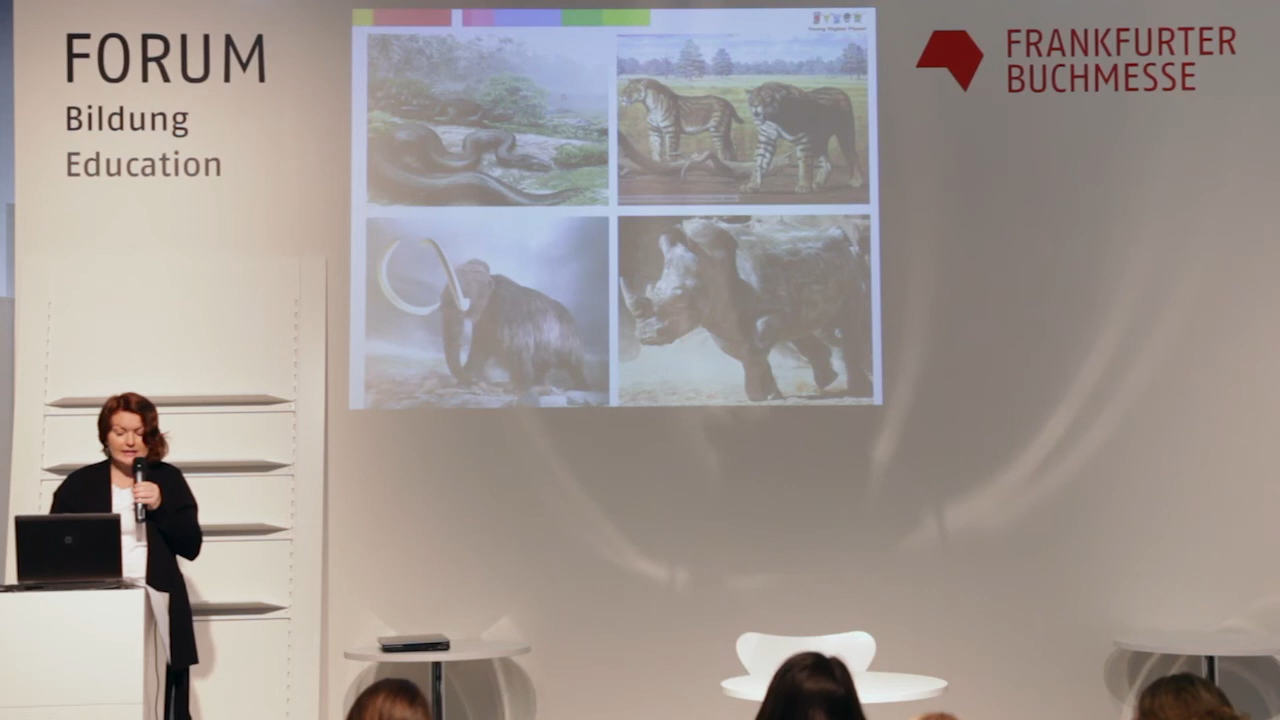 FORUM
Bildung
Education
FRANKFURTER
BUCHMESSE